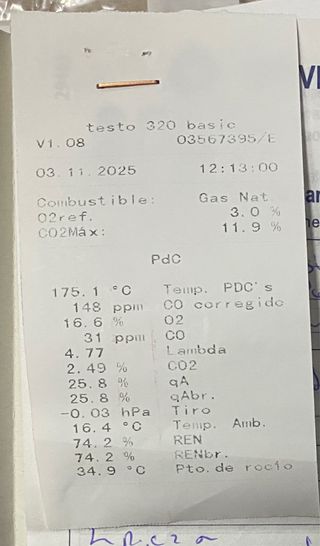 testo 320 basic
V1.08 03567395/E
03.11.2025 12:13:00
Combustible: Gas Nat
O2ref. 3.0 %
CO2Máx: 11.9 %
PdC
175.1 °C Temp. PDC's
148 ppm CO corregido
16.6 % O2
31 ppm CO
4.77 Lambda
2.49 % CO2
25.8 % qA
25.8 % qAbr.
-0.03 hPa Tiro
16.4 °C Temp. Amb.
74.2 % REN
74.2 % RENbr.
34.9 °C Pto.de rocío